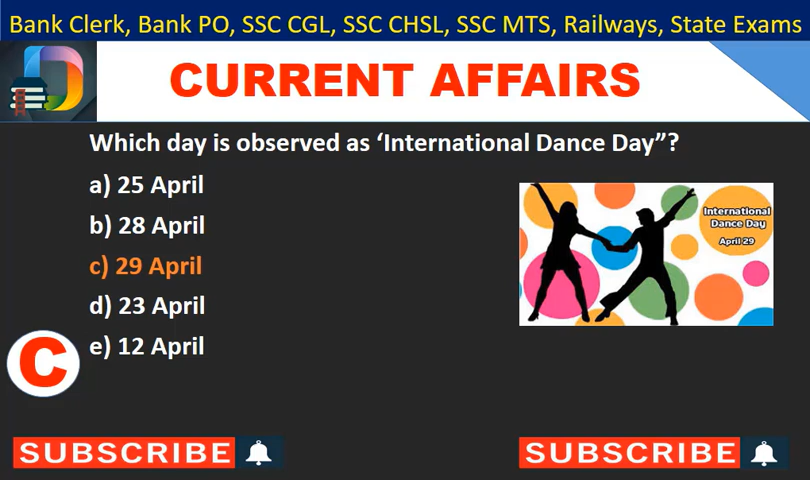 Bank Clerk, Bank PO, SSC CGL, SSC CHSL, SSC MTS, Railways, State Exams
CURRENT AFFAIRS
Which day is observed as ‘International Dance Day”?
a) 25 April
b) 28 April
c) 29 April
d) 23 April
e) 12 April
International
Dance Day
April 29
C
SUBSCRIBE
SUBSCRIBE